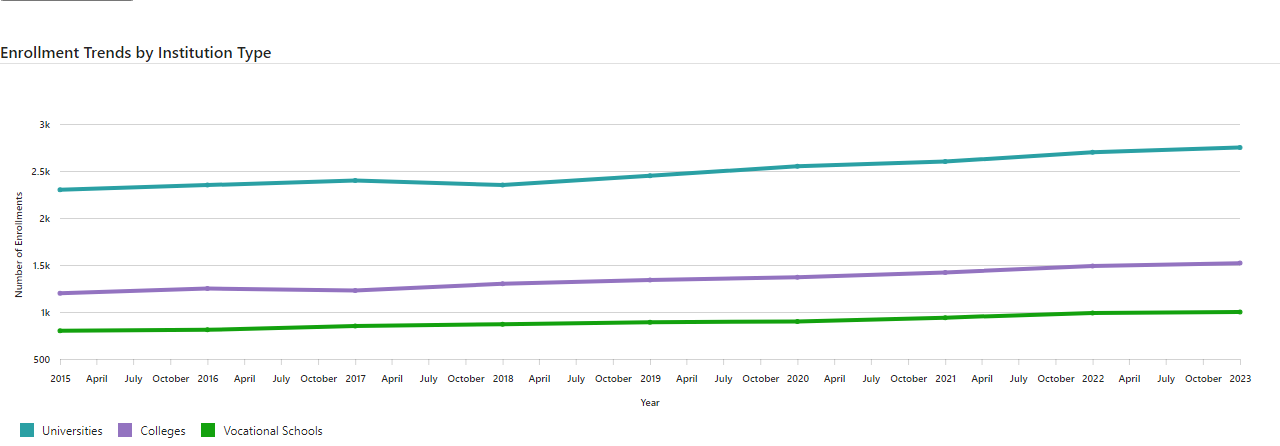 Enrollment Trends by Institution Type
3k
2.5k
2k
1.5k
1k
500
Number of Enrollments
2015 April July October 2016 April July October 2017 April July October 2018 April July October 2019 April July October 2020 April July October 2021 April July October 2022 April July October 2023
Year
Universities Colleges Vocational Schools